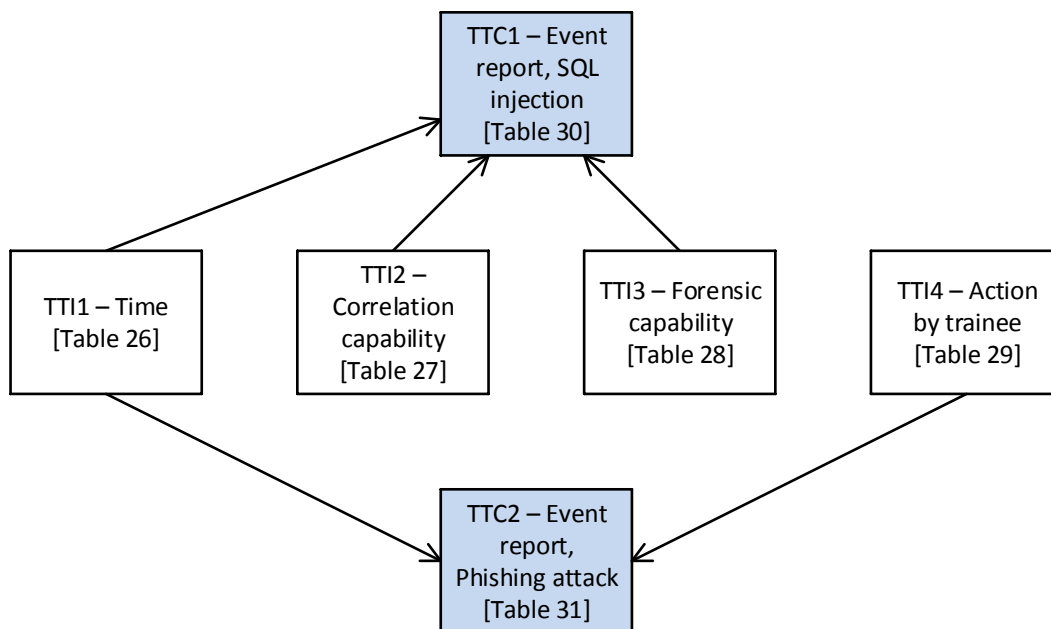 TTC1 – Event
report, SQL
injection
[Table 30]
TTI1 – Time
[Table 26]
TTI2 –
Correlation
capability
[Table 27]
TTI3 – Forensic
capability
[Table 28]
TTI4 – Action
by trainee
[Table 29]
TTC2 – Event
report,
Phishing attack
[Table 31]